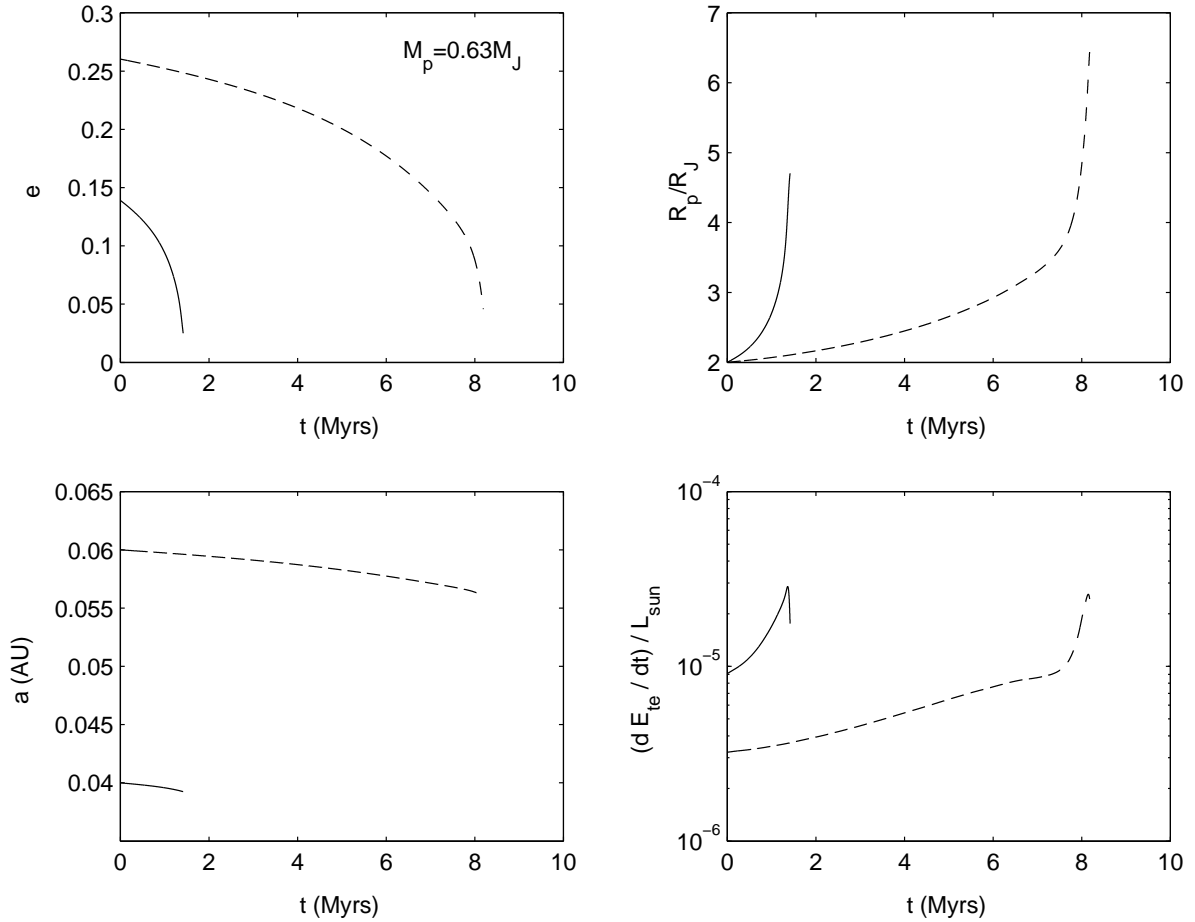 0.3
0.25
0.2
0.15
0.1
0.05
0
e
M_p=0.63M_J
0 2 4 6 8 10
t (Myrs)
7
6
5
4
3
2
R_p/R_J
0 2 4 6 8 10
t (Myrs)
0.065
0.06
0.055
0.05
0.045
0.04
a (AU)
0 2 4 6 8 10
t (Myrs)
10^-4
10^-5
10^-6
(d E_te / dt) / L_sun
0 2 4 6 8 10
t (Myrs)